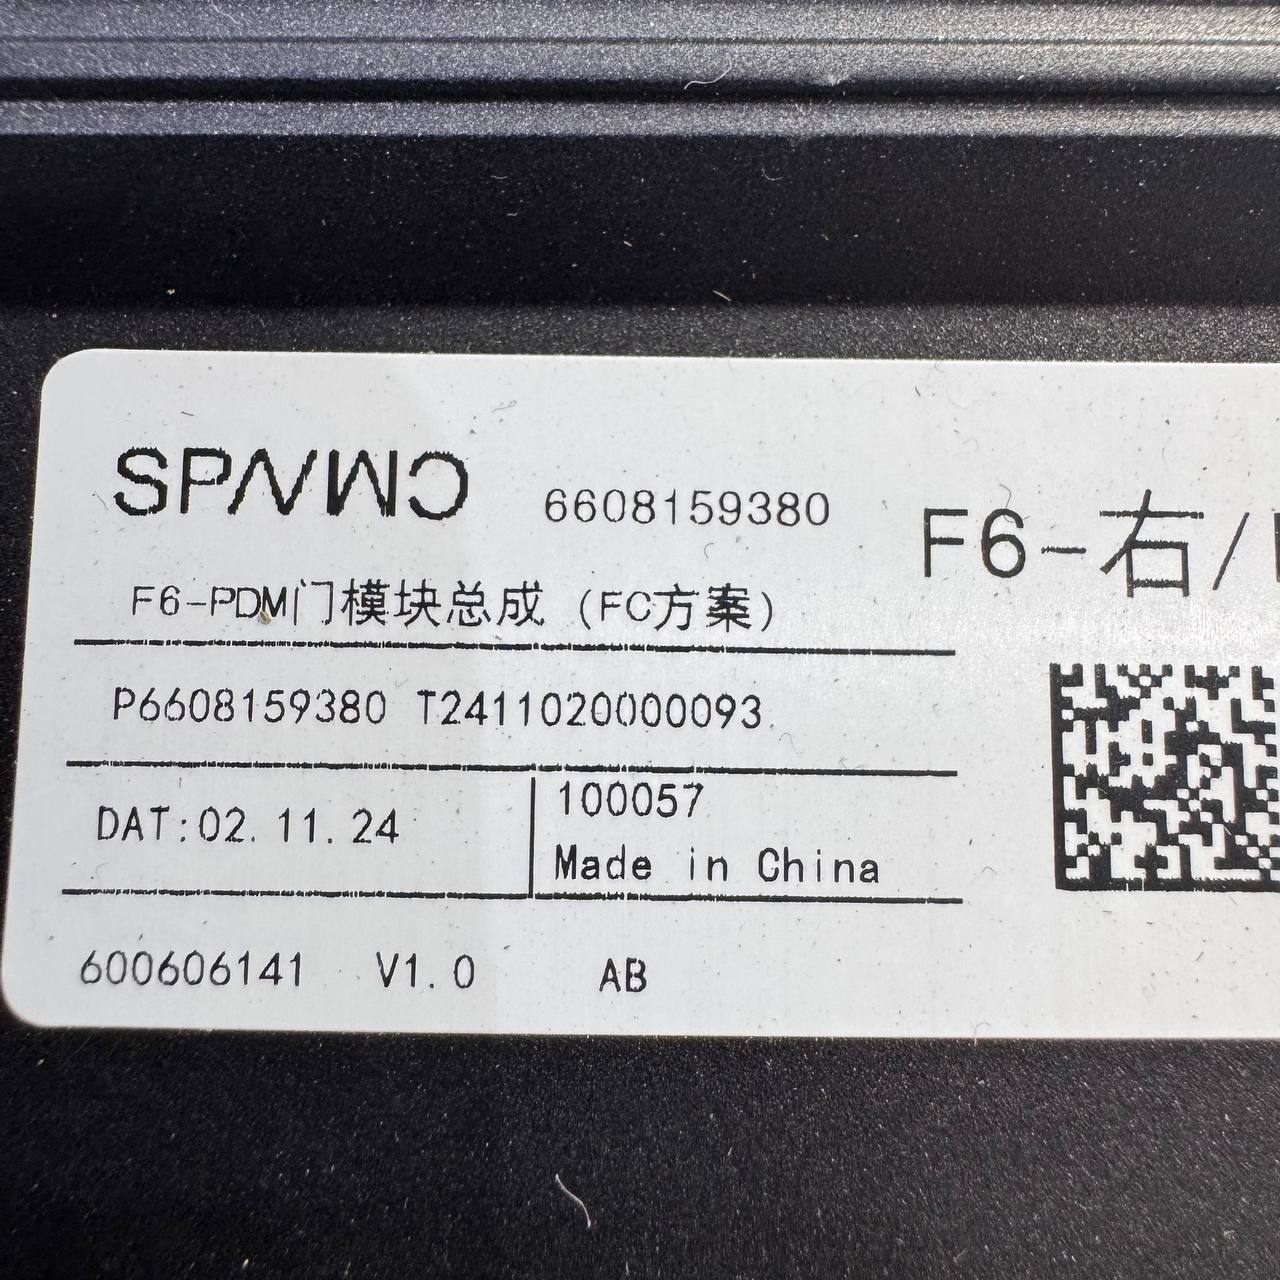 6608159380
F6-右/
F6-PDM门模块总成 (FC方案)
P6608159380 T2411020000093
DAT:02.11.24
100057
Made in China
600606141 V1.0 AB